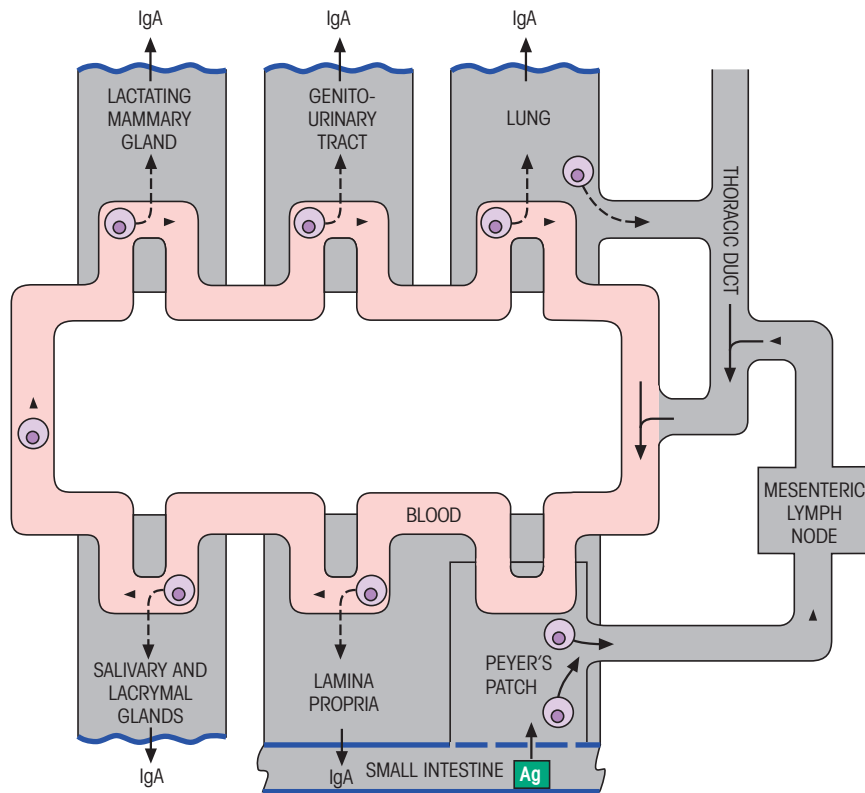 IgA
IgA
IgA
LACTATING
MAMMARY
GLAND
GENITO-
URINARY
TRACT
LUNG
THORACIC DUCT
MESENTERIC
LYMPH
NODE
BLOOD
SALIVARY AND
LACRYMAL
GLANDS
LAMINA
PROPRIA
PEYER'S
PATCH
SMALL INTESTINE
Ag
IgA
IgA